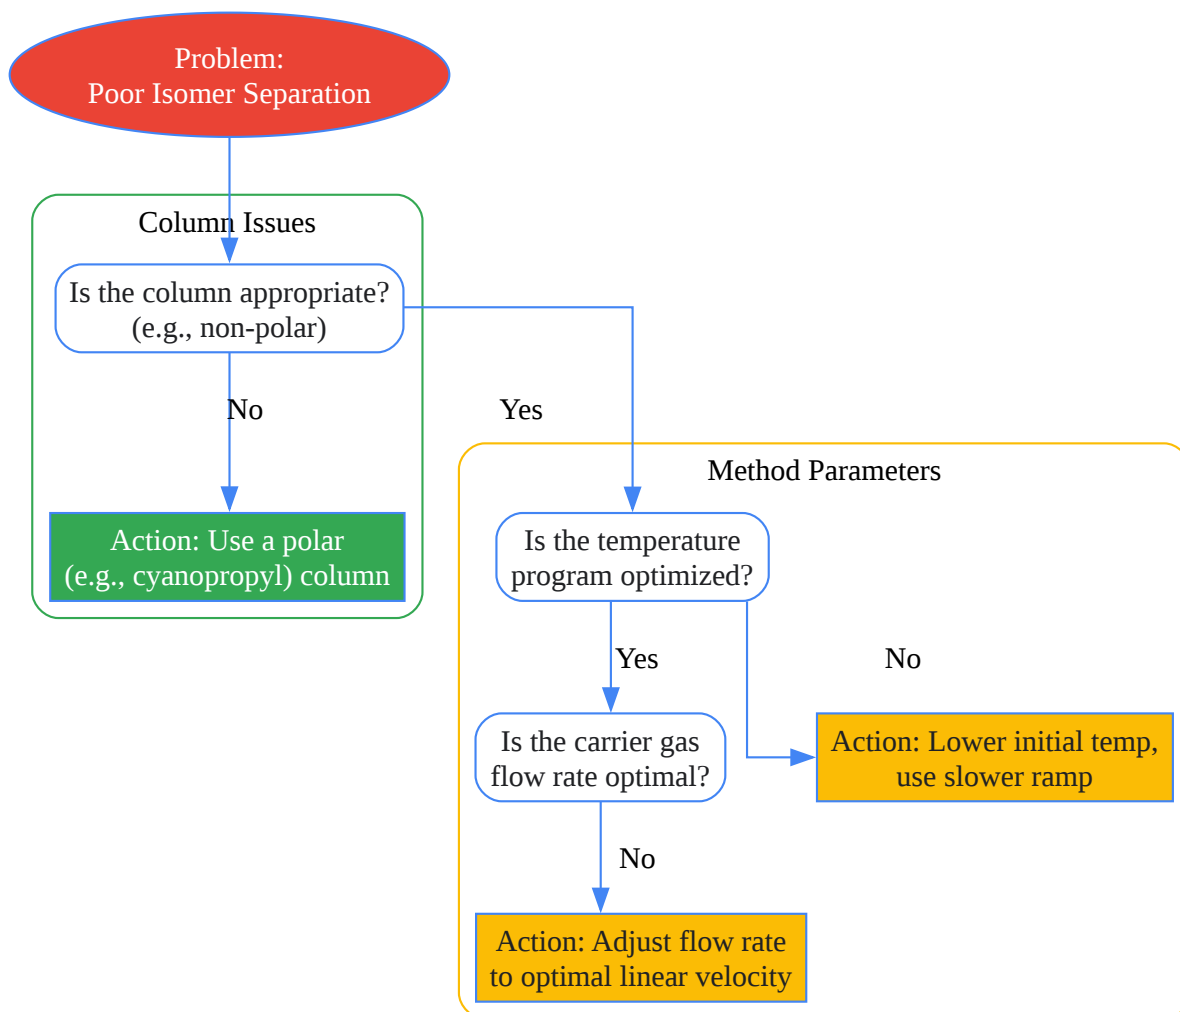 Problem:
Poor Isomer Separation
Column Issues
Is the column appropriate?
(e.g., non-polar)
No
Yes
Action: Use a polar
(e.g., cyanopropyl) column
Method Parameters
Is the temperature
program optimized?
Yes
No
Is the carrier gas
flow rate optimal?
Action: Lower initial temp,
use slower ramp
No
Action: Adjust flow rate
to optimal linear velocity